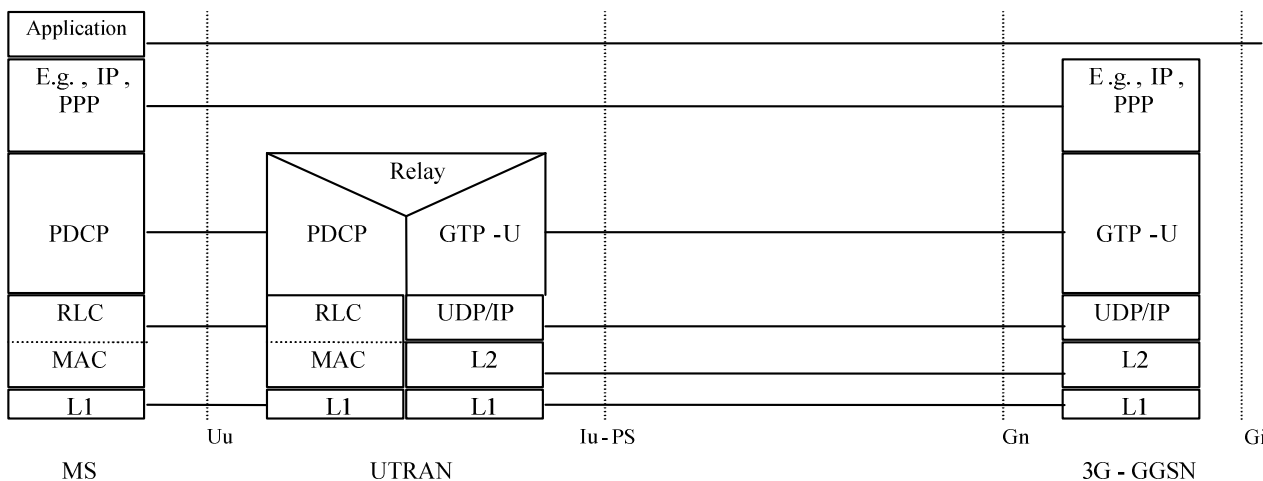 Application
E.g. , IP ,
PPP
E.g. , IP ,
PPP
Relay
PDCP
PDCP
GTP -U
GTP -U
RLC
RLC
UDP/IP
UDP/IP
MAC
MAC
L2
L2
L1
L1
L1
L1
Uu
Iu-PS
Gn
Gi
MS
UTRAN
3G - GGSN